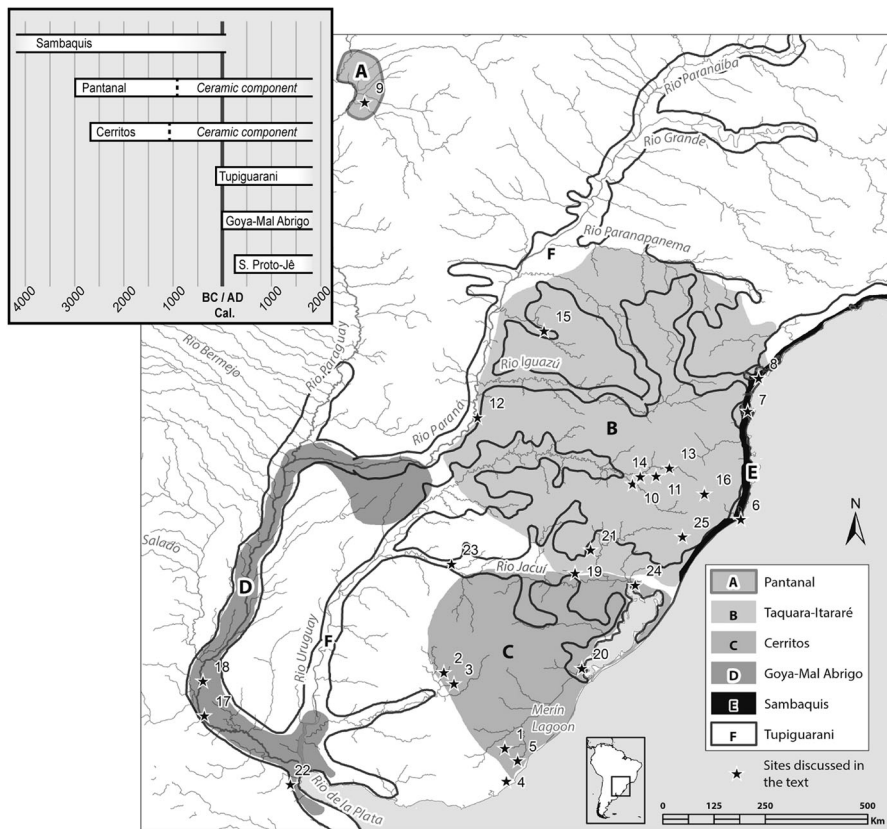 Sambaquis
Pantanal
Ceramic component
Cerritos
Ceramic component
Tupiguarani
Goya-Mal Abrigo
S. Proto-Jê
4000
3000
2000
1000
BC / AD
Cal.
1000
2000
A
9
Rio Paranaiba
Rio Grande
Rio Paranapanema
F
15
Rio Paraguay
Rio Bermejo
Rio Iguazú
8
7
12
Rio Paraná
B
13
14
E
16
10
11
6
N
Salado
25
21
23
Rio Jacuí
19
24
D
F
Rio Uruguay
C
20
18
2
3
17
Merin
Lagoon
1
5
4
22
Rio de la Plata
A Pantanal
B Taquara-Itararé
C Cerritos
D Goya-Mal Abrigo
E Sambaquis
F Tupiguarani
Sites discussed in
the text
0 125 250 500
Km